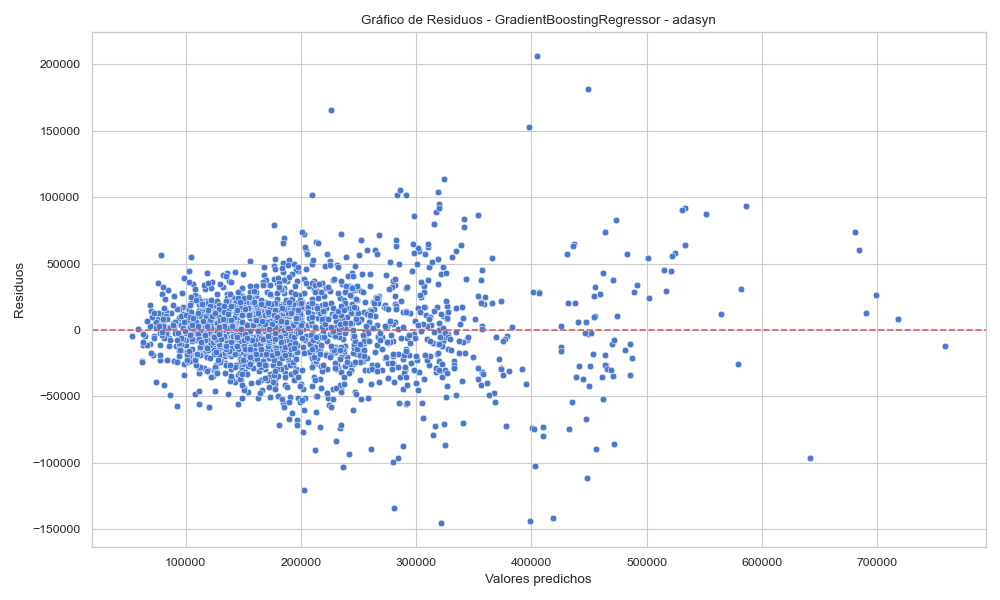 Gráfico de Residuos - GradientBoostingRegressor - adasyn
200000
150000
100000
50000
0
−50000
−100000
−150000
Residuos
100000 200000 300000 400000 500000 600000 700000
Valores predichos